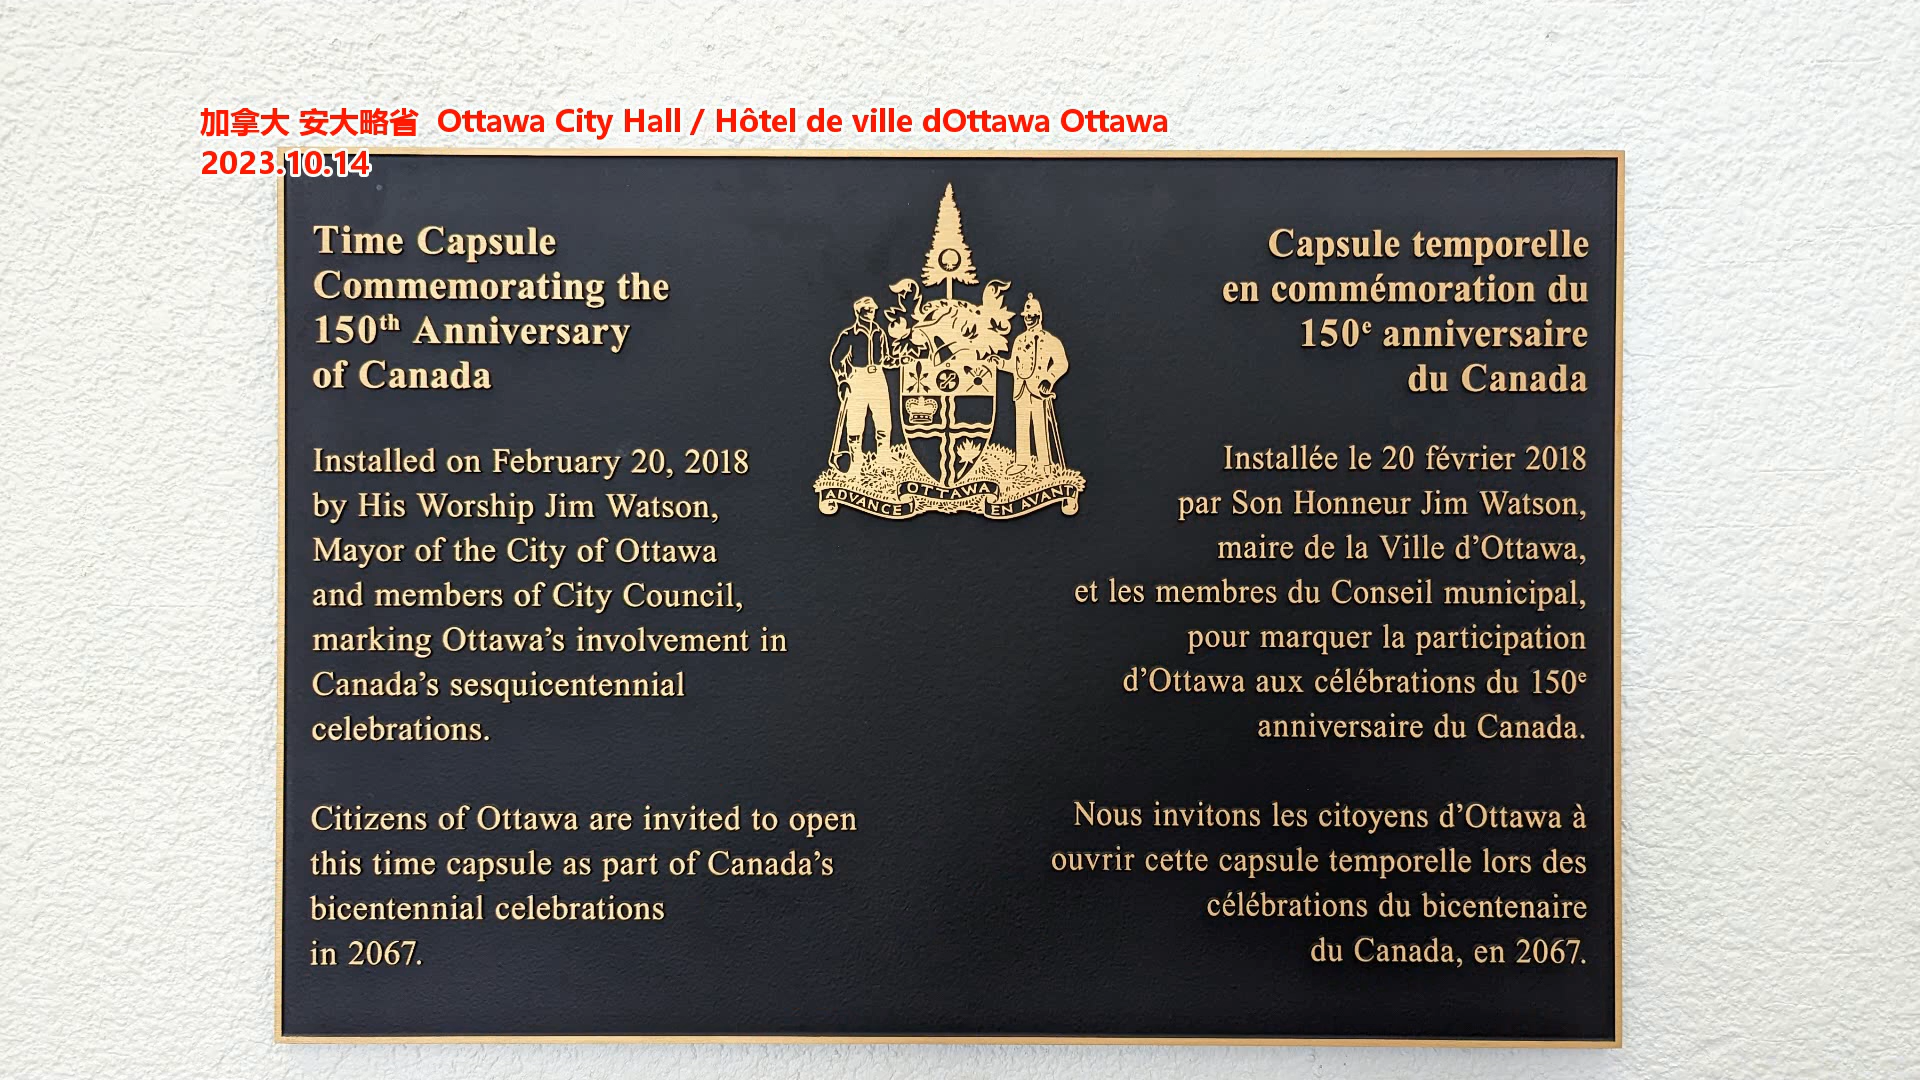 加拿大 安大略省 Ottawa City Hall / Hôtel de ville dOttawa Ottawa
2023.10.14
Time Capsule
Commemorating the
150th Anniversary
of Canada
Installed on February 20, 2018
by His Worship Jim Watson,
Mayor of the City of Ottawa
and members of City Council,
marking Ottawa’s involvement in
Canada’s sesquicentennial
celebrations.
Citizens of Ottawa are invited to open
this time capsule as part of Canada’s
bicentennial celebrations
in 2067.
ADVANCE OTTAWA EN AVANT
Capsule temporelle
en commémoration du
150e anniversaire
du Canada
Installée le 20 février 2018
par Son Honneur Jim Watson,
maire de la Ville d’Ottawa,
et les membres du Conseil municipal,
pour marquer la participation
d’Ottawa aux célébrations du 150e
anniversaire du Canada.
Nous invitons les citoyens d’Ottawa à
ouvrir cette capsule temporelle lors des
célébrations du bicentenaire
du Canada, en 2067.